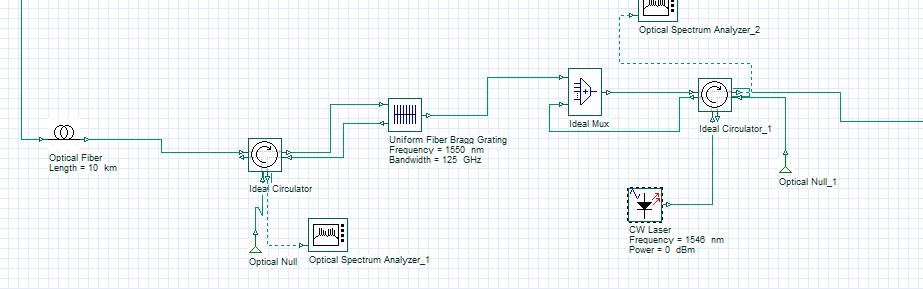 Optical Spectrum Analyzer_2
Ideal Mux
Ideal Circulator_1
Optical Fiber
Length = 10  km
Uniform Fiber Bragg Grating
Frequency = 1550  nm
Bandwidth = 125  GHz
Ideal Circulator
Optical Null_1
CW Laser
Frequency = 1546  nm
Power = 0  dBm
Optical Null
Optical Spectrum Analyzer_1